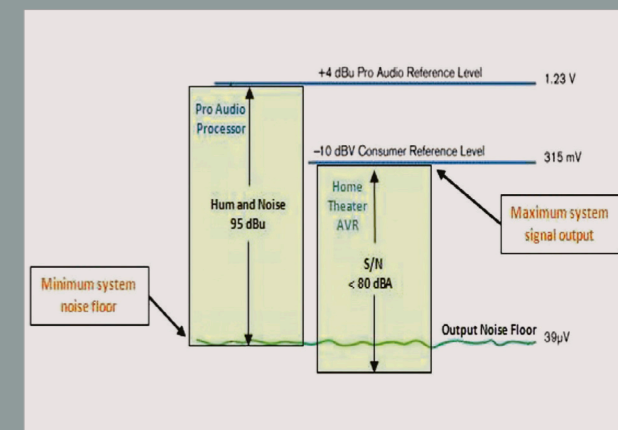 +4 dBu Pro Audio Reference Level
1.23 V
Pro Audio
Processor
–10 dBV Consumer Reference Level
315 mV
Home
Theater
AVR
Hum and Noise
95 dBu
Maximum system
signal output
S/N
< 80 dBA
Minimum system
noise floor
Output Noise Floor
39µV